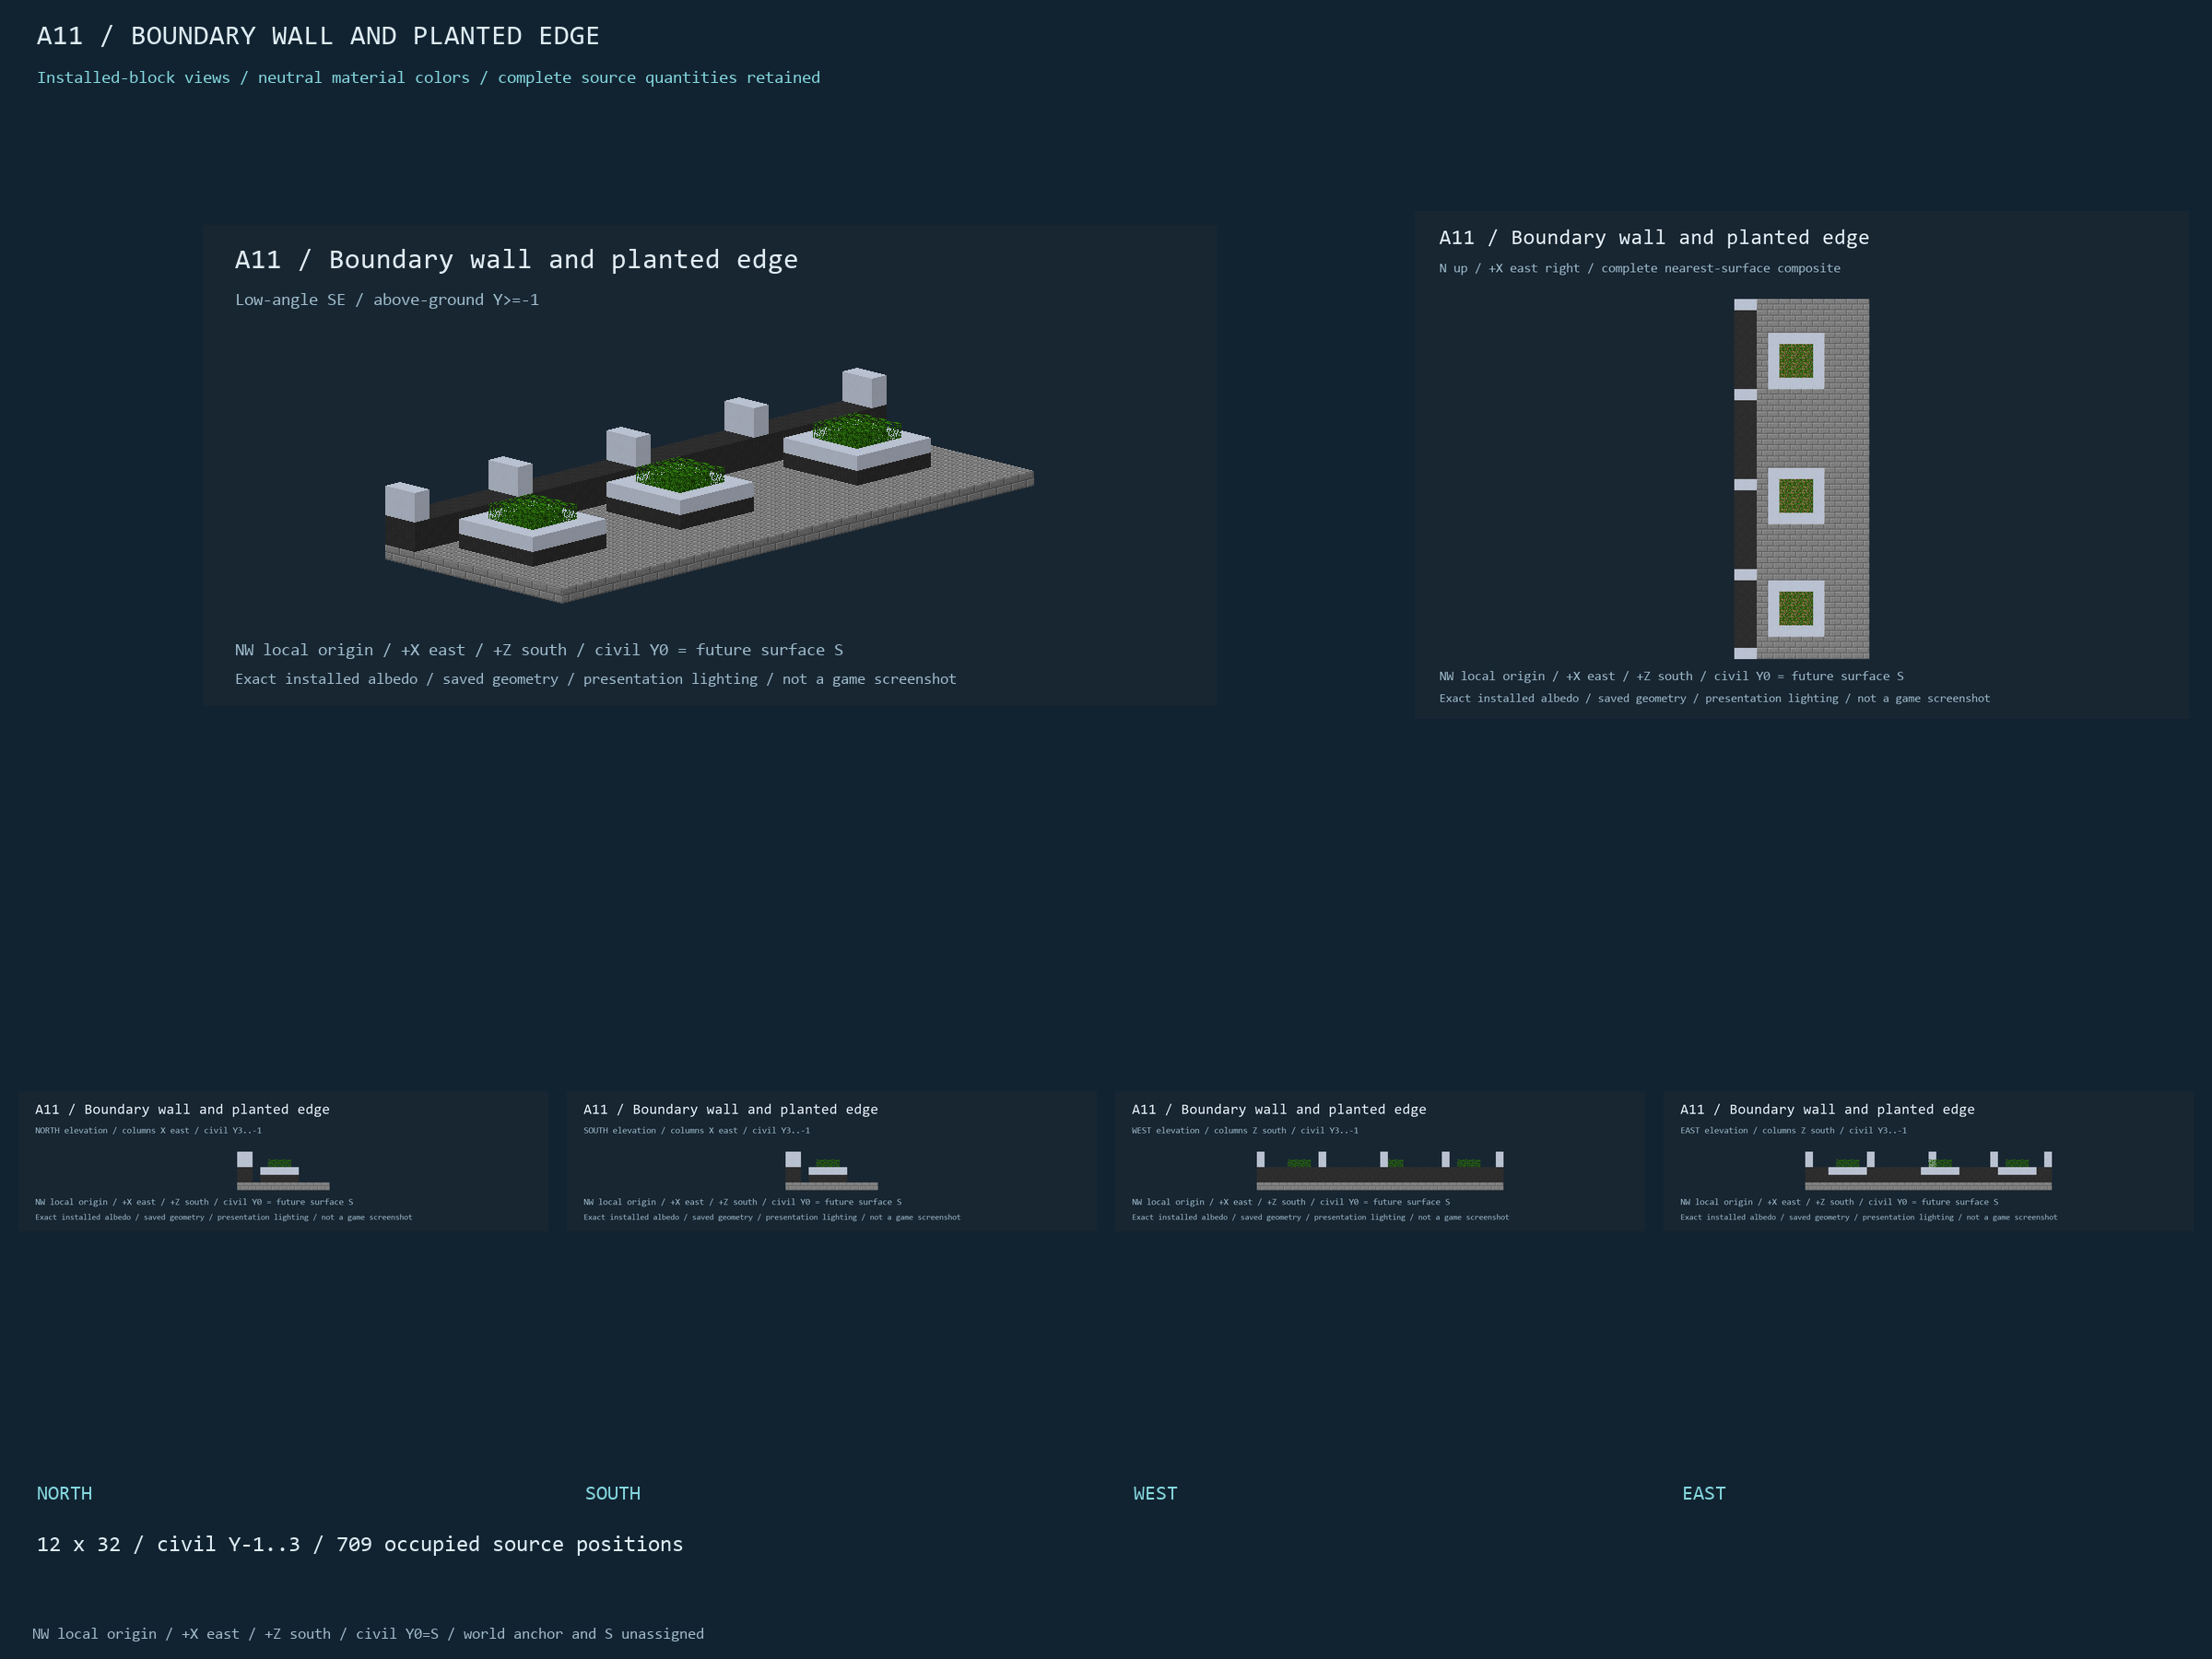 A11 / BOUNDARY WALL AND PLANTED EDGE
Installed-block views / neutral material colors / complete source quantities retained
A11 / Boundary wall and planted edge
Low-angle SE / above-ground Y>=-1
NW local origin / +X east / +Z south / civil Y0 = future surface S
Exact installed albedo / saved geometry / presentation lighting / not a game screenshot
A11 / Boundary wall and planted edge
N up / +X east right / complete nearest-surface composite
NW local origin / +X east / +Z south / civil Y0 = future surface S
Exact installed albedo / saved geometry / presentation lighting / not a game screenshot
A11 / Boundary wall and planted edge
NORTH elevation / columns X east / civil Y3..-1
NW local origin / +X east / +Z south / civil Y0 = future surface S
Exact installed albedo / saved geometry / presentation lighting / not a game screenshot
A11 / Boundary wall and planted edge
SOUTH elevation / columns X east / civil Y3..-1
NW local origin / +X east / +Z south / civil Y0 = future surface S
Exact installed albedo / saved geometry / presentation lighting / not a game screenshot
A11 / Boundary wall and planted edge
WEST elevation / columns Z south / civil Y3..-1
NW local origin / +X east / +Z south / civil Y0 = future surface S
Exact installed albedo / saved geometry / presentation lighting / not a game screenshot
A11 / Boundary wall and planted edge
EAST elevation / columns Z south / civil Y3..-1
NW local origin / +X east / +Z south / civil Y0 = future surface S
Exact installed albedo / saved geometry / presentation lighting / not a game screenshot
NORTH
SOUTH
WEST
EAST
12 x 32 / civil Y-1..3 / 709 occupied source positions
NW local origin / +X east / +Z south / civil Y0=S / world anchor and S unassigned